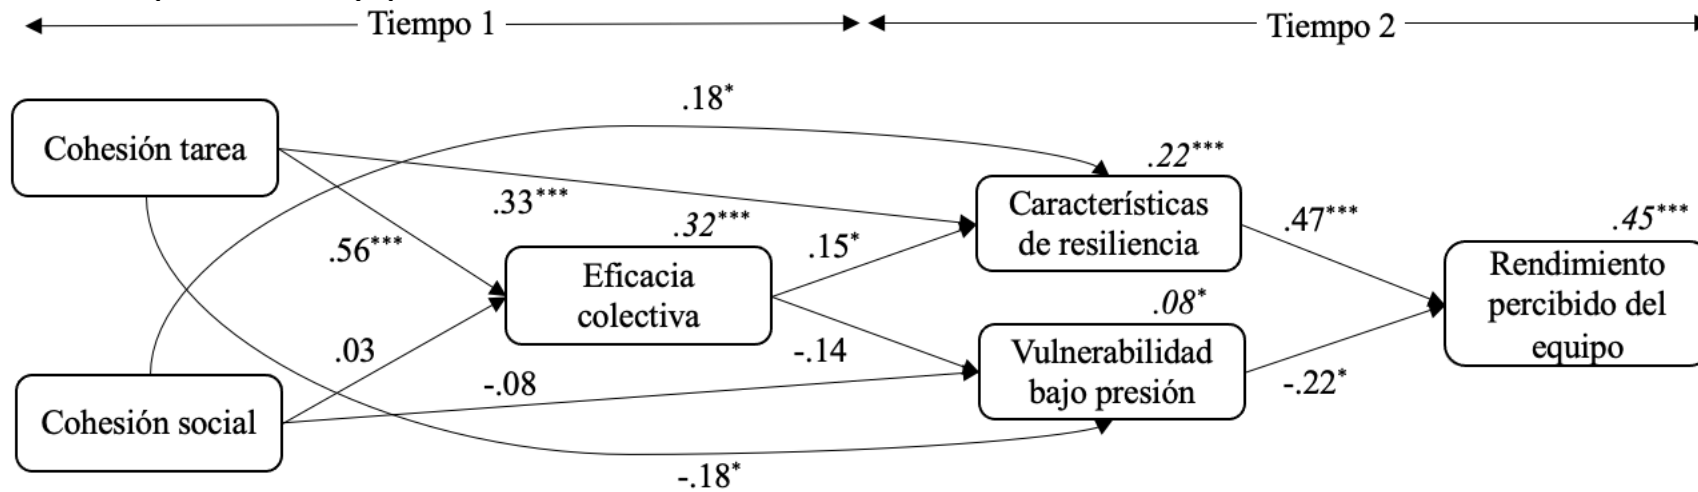 Tiempo 1
Tiempo 2
.18*
Cohesión tarea
.22***
.33***
Características
de resiliencia
.47***
.45***
.32***
.56***
.15*
Eficacia
colectiva
Rendimiento
percibido del
equipo
.08*
.03
-.14
Vulnerabilidad
bajo presión
-.08
-.22*
Cohesión social
-.18*